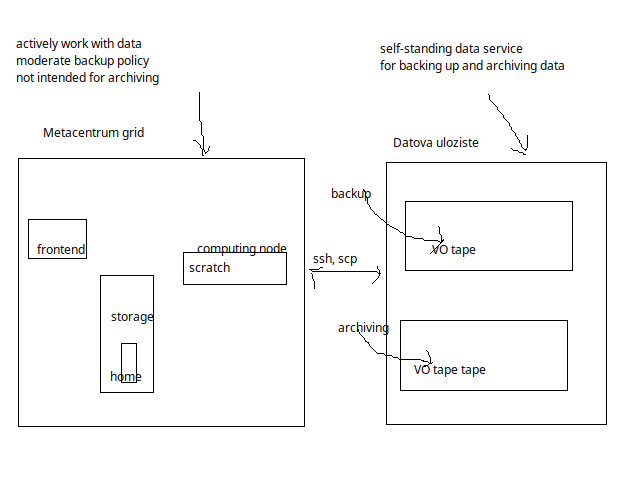 actively work with data
moderate backup policy
not intended for archiving
self-standing data service
for backing up and archiving data
Metacentrum grid
Datova uloziste
frontend
computing node
scratch
storage
home
ssh, scp
backup
VO tape
archiving
VO tape tape